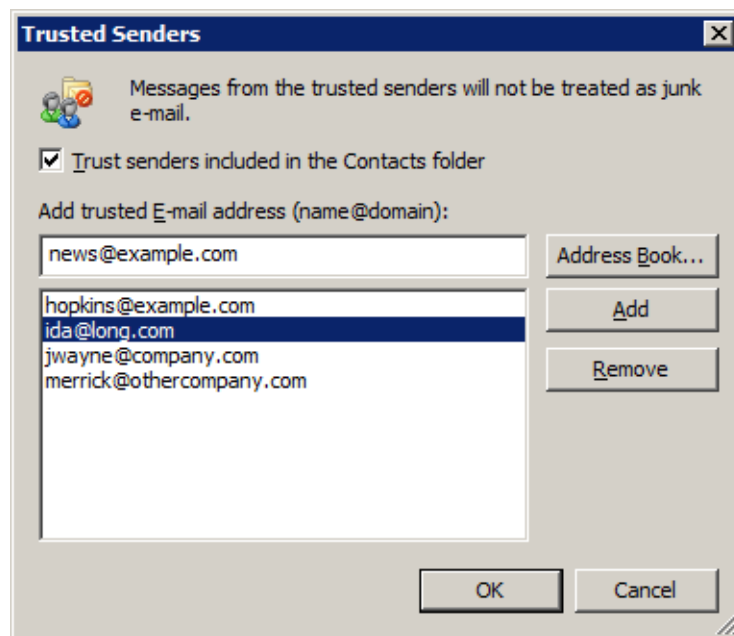 Trusted Senders
Messages from the trusted senders will not be treated as junk
e-mail.
Trust senders included in the Contacts folder
Add trusted E-mail address (name@domain):
news@example.com
Address Book...
hopkins@example.com
Add
ida@long.com
jwayne@company.com
Remove
merrick@othercompany.com
OK
Cancel